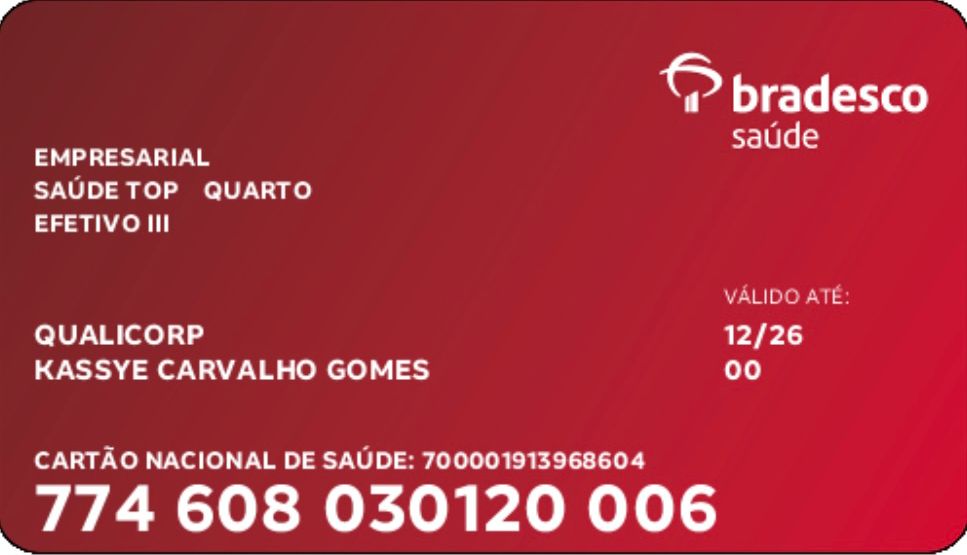 bradesco
saúde
EMPRESARIAL
SAÚDE TOP QUARTO
EFETIVO III
VÁLIDO ATÉ:
QUALICORP 12/26
KASSYE CARVALHO GOMES 00
CARTÃO NACIONAL DE SAÚDE: 700001913968604
774 608 030120 006